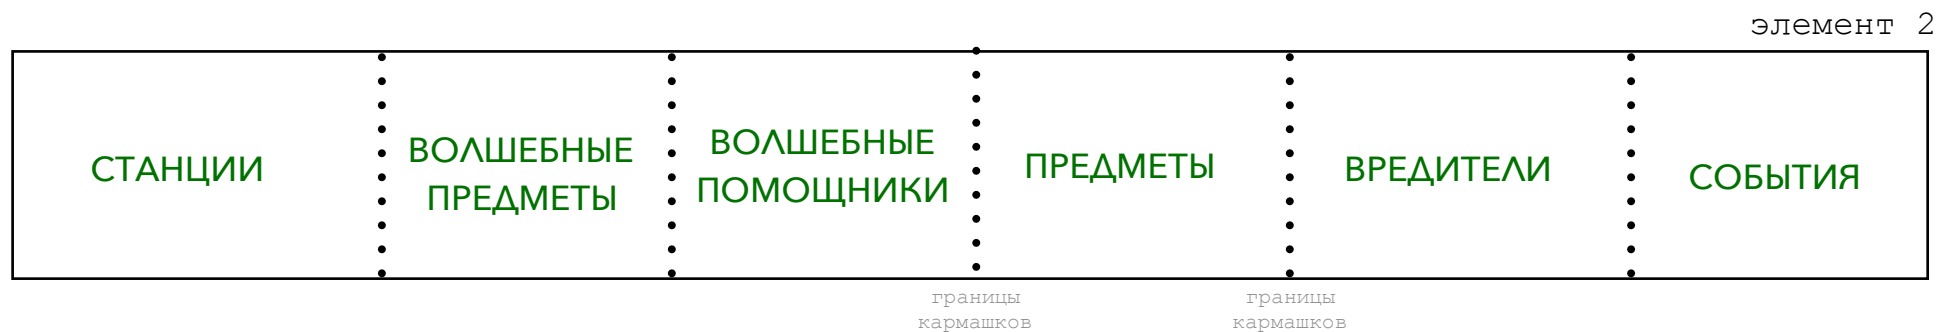 элемент 2
СТАНЦИИ
ВОЛШЕБНЫЕ
ПРЕДМЕТЫ
ВОЛШЕБНЫЕ
ПОМОЩНИКИ
ПРЕДМЕТЫ
ВРЕДИТЕЛИ
СОБЫТИЯ
границы
кармашков
границы
кармашков